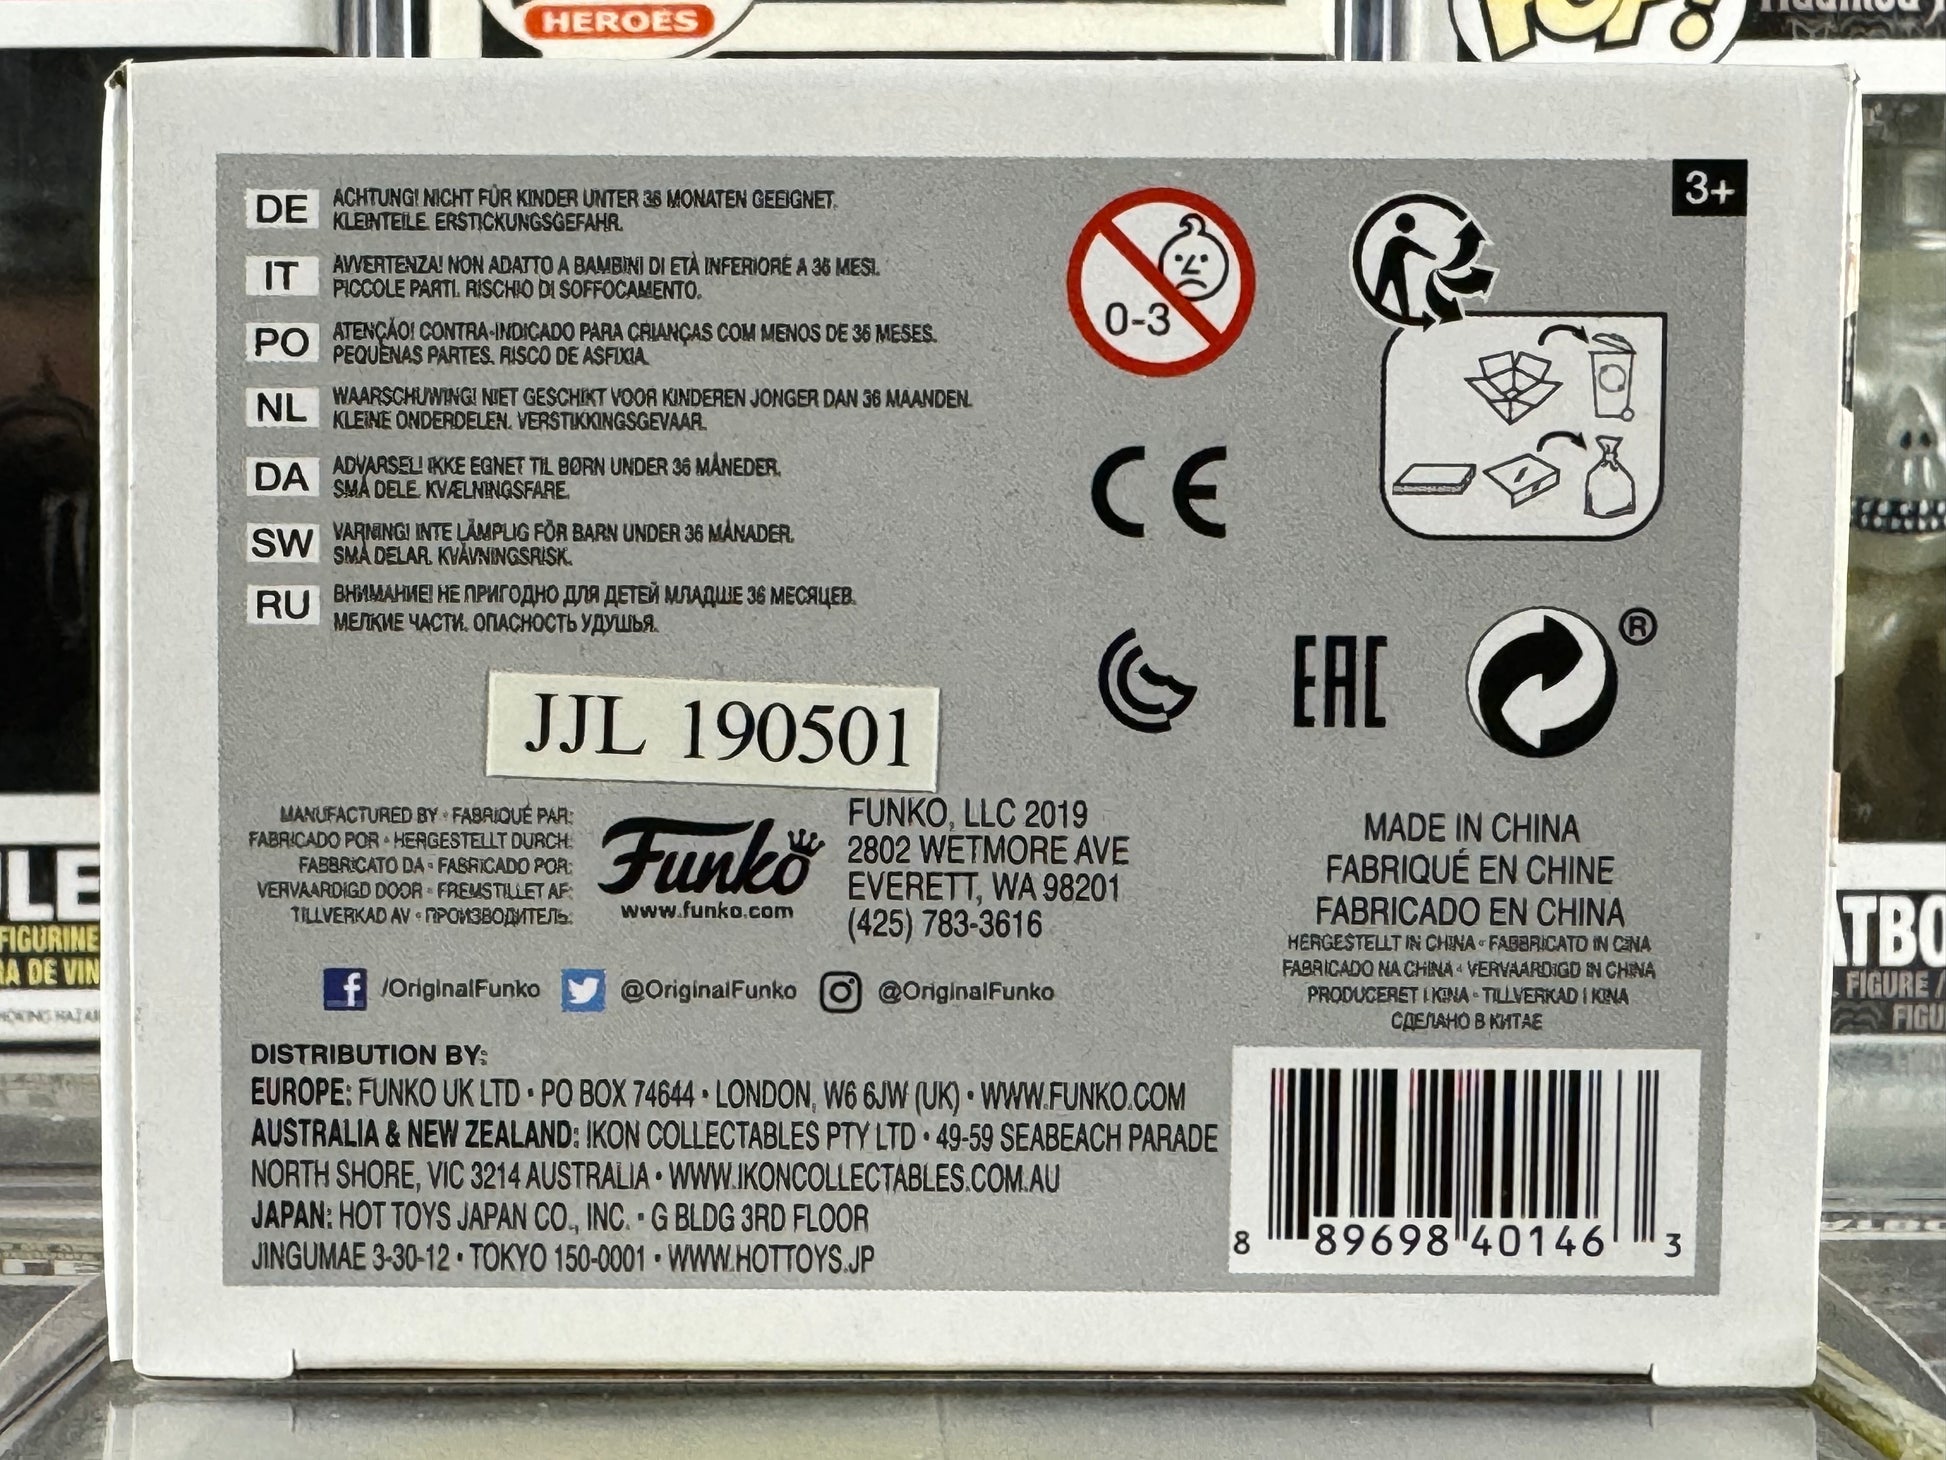 HEROES
POP!
3+
DE ACHTUNG! NICHT FÜR KINDER UNTER 36 MONATEN GEEIGNET.
KLEINTEILE. ERSTICKUNGSGEFAHR.
IT AVVERTENZA! NON ADATTO A BAMBINI DI ETÀ INFERIORE A 36 MESI.
PICCOLE PARTI. RISCHIO DI SOFFOCAMENTO.
PO ATENÇÃO! CONTRA-INDICADO PARA CRIANÇAS COM MENOS DE 36 MESES.
PEQUENAS PARTES. RISCO DE ASFIXIA.
NL WAARSCHUWING! NIET GESCHIKT VOOR KINDEREN JONGER DAN 36 MAANDEN.
KLEINE ONDERDELEN. VERSTIKKINGSGEVAAR.
DA ADVARSEL! IKKE EGNET TIL BØRN UNDER 36 MÅNEDER.
SMÅ DELE. KVÆLNINGSFARE.
SW VARNING! INTE LÄMPLIG FÖR BARN UNDER 36 MÅNADER.
SMÅ DELAR. KVÄVNINGSRISK.
RU ВНИМАНИЕ! НЕ ПРИГОДНО ДЛЯ ДЕТЕЙ МЛАДШЕ 36 МЕСЯЦЕВ.
МЕЛКИЕ ЧАСТИ. ОПАСНОСТЬ УДУШЬЯ.
0-3
CE
EAC
®
JJL 190501
MANUFACTURED BY • FABRIQUÉ PAR:
FABRICADO POR • HERGESTELLT DURCH:
FABBRICATO DA • FABRICADO POR:
VERVAARDIGD DOOR • FREMSTILLET AF:
TILLVERKAD AV • ПРОИЗВОДИТЕЛЬ:
Funko
www.funko.com
FUNKO, LLC 2019
2802 WETMORE AVE
EVERETT, WA 98201
(425) 783-3616
MADE IN CHINA
FABRIQUÉ EN CHINE
FABRICADO EN CHINA
HERGESTELLT IN CHINA • FABBRICATO IN CINA
FABRICADO NA CHINA • VERVAARDIGD IN CHINA
PRODUCERET I KINA • TILLVERKAD I KINA
СДЕЛАНО В КИТАЕ
/OriginalFunko @OriginalFunko @OriginalFunko
DISTRIBUTION BY:
EUROPE: FUNKO UK LTD • PO BOX 74644 • LONDON, W6 6JW (UK) • WWW.FUNKO.COM
AUSTRALIA & NEW ZEALAND: IKON COLLECTABLES PTY LTD • 49-59 SEABEACH PARADE
NORTH SHORE, VIC 3214 AUSTRALIA • WWW.IKONCOLLECTABLES.COM.AU
JAPAN: HOT TOYS JAPAN CO., INC. • G BLDG 3RD FLOOR
JINGUMAE 3-30-12 • TOKYO 150-0001 • WWW.HOTTOYS.JP
8 89698 40146 3
FIGURINE
DE VIN
FIGURE /